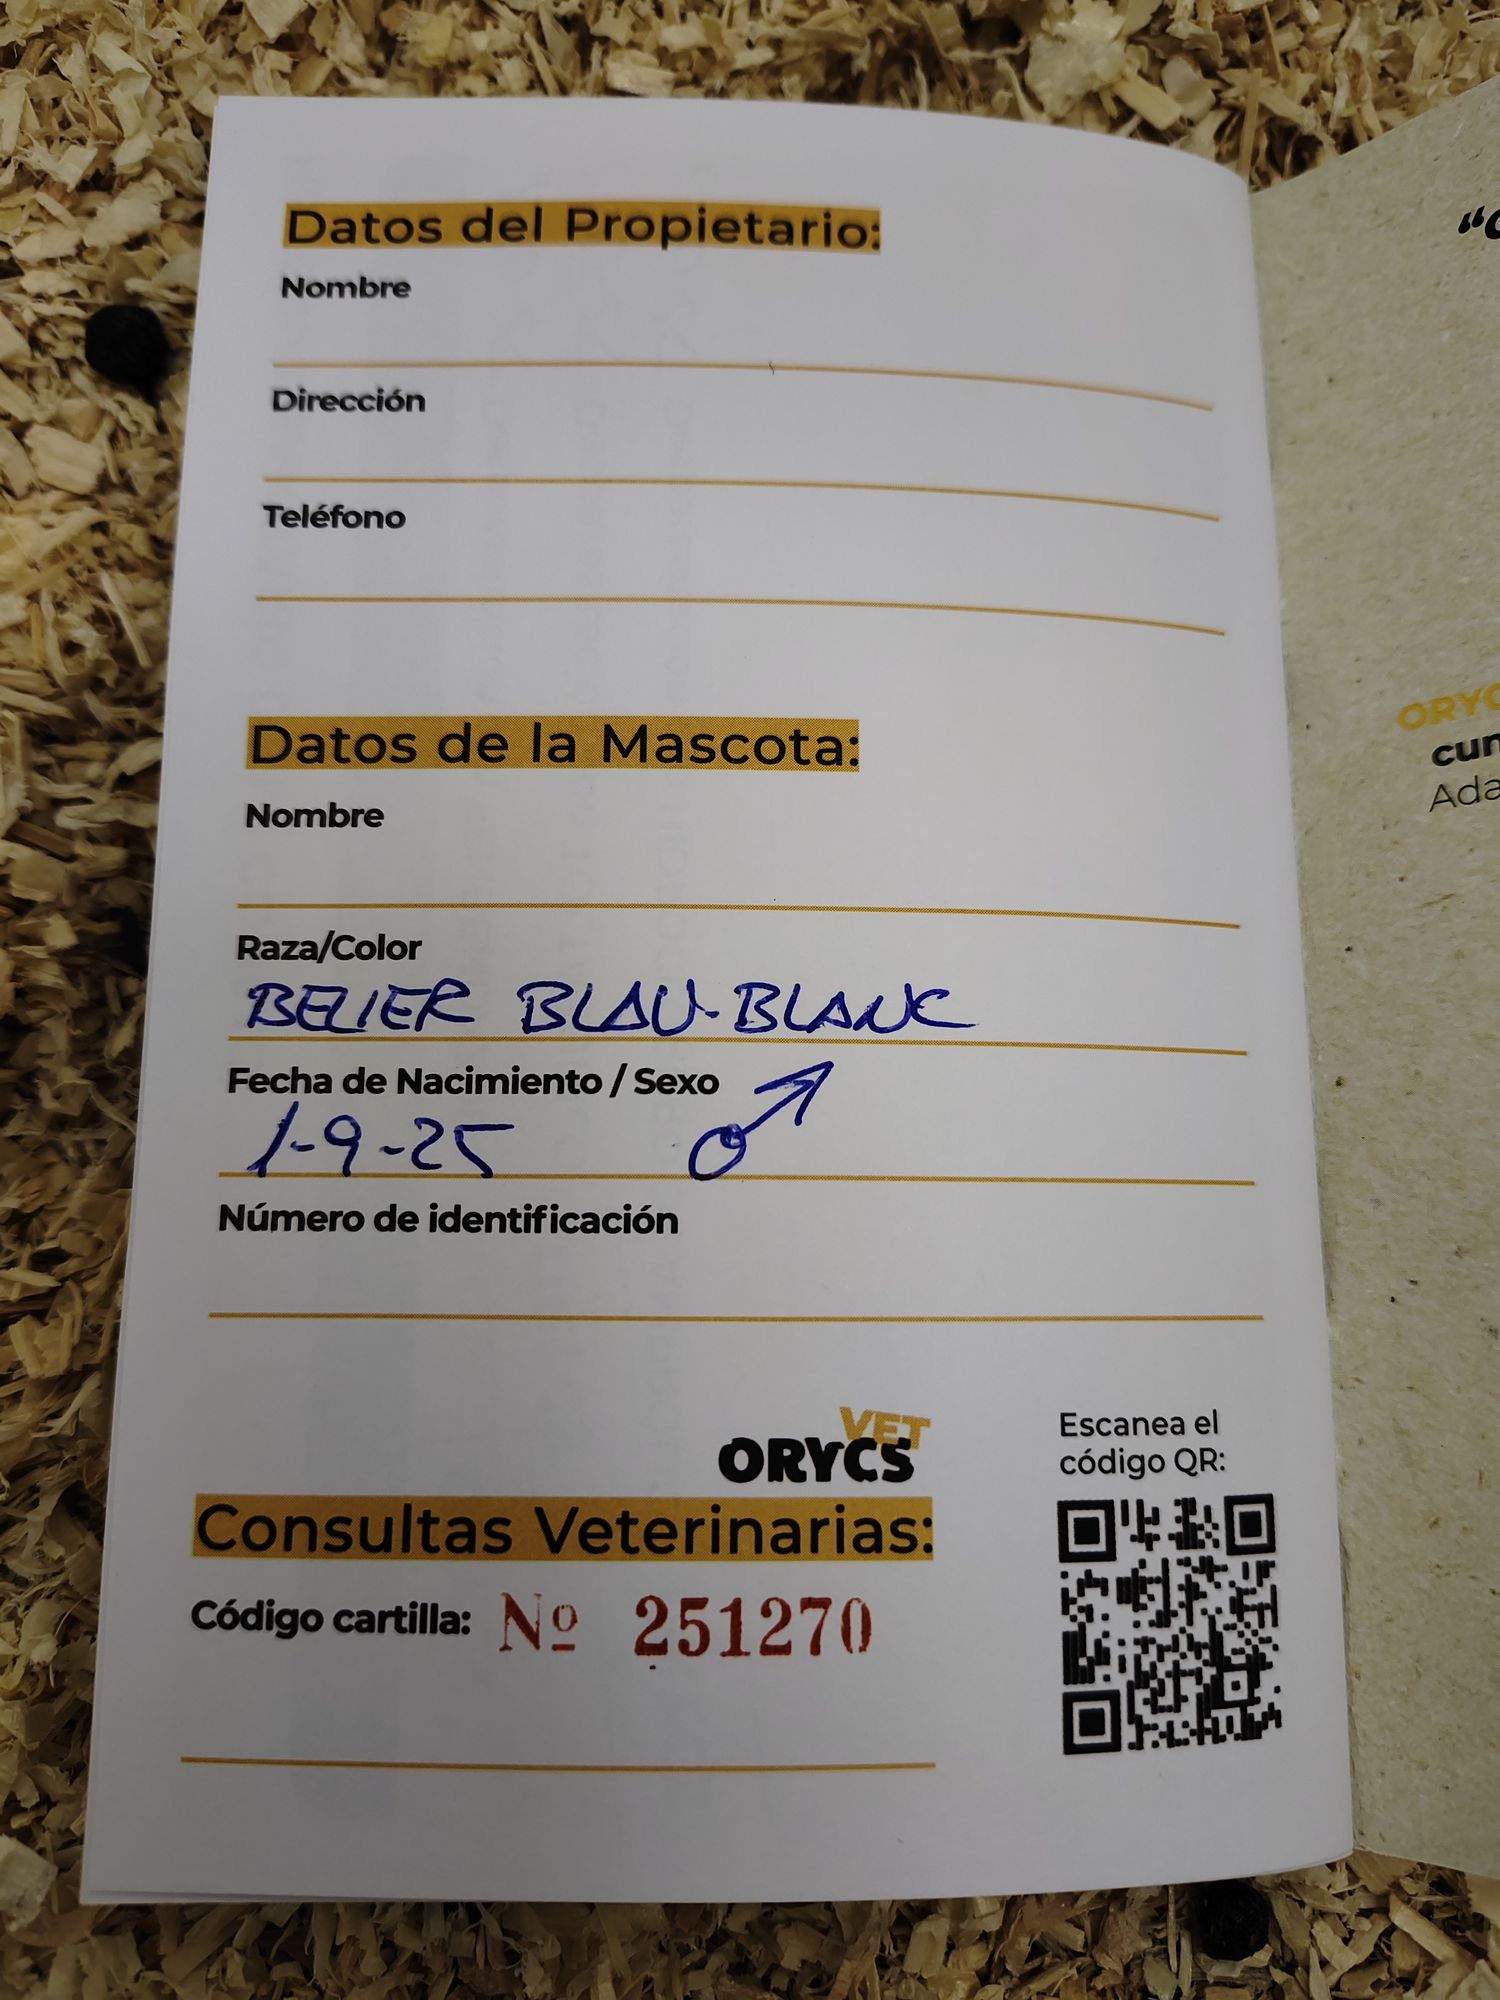 Datos del Propietario:
Nombre
Dirección
Teléfono
Datos de la Mascota:
Nombre
Raza/Color
BELIER BLAU-BLANC
Fecha de Nacimiento / Sexo
1-9-25 ♂
Número de identificación
VET
ORYCS
Consultas Veterinarias:
Código cartilla: Nº 251270
Escanea el
código QR: